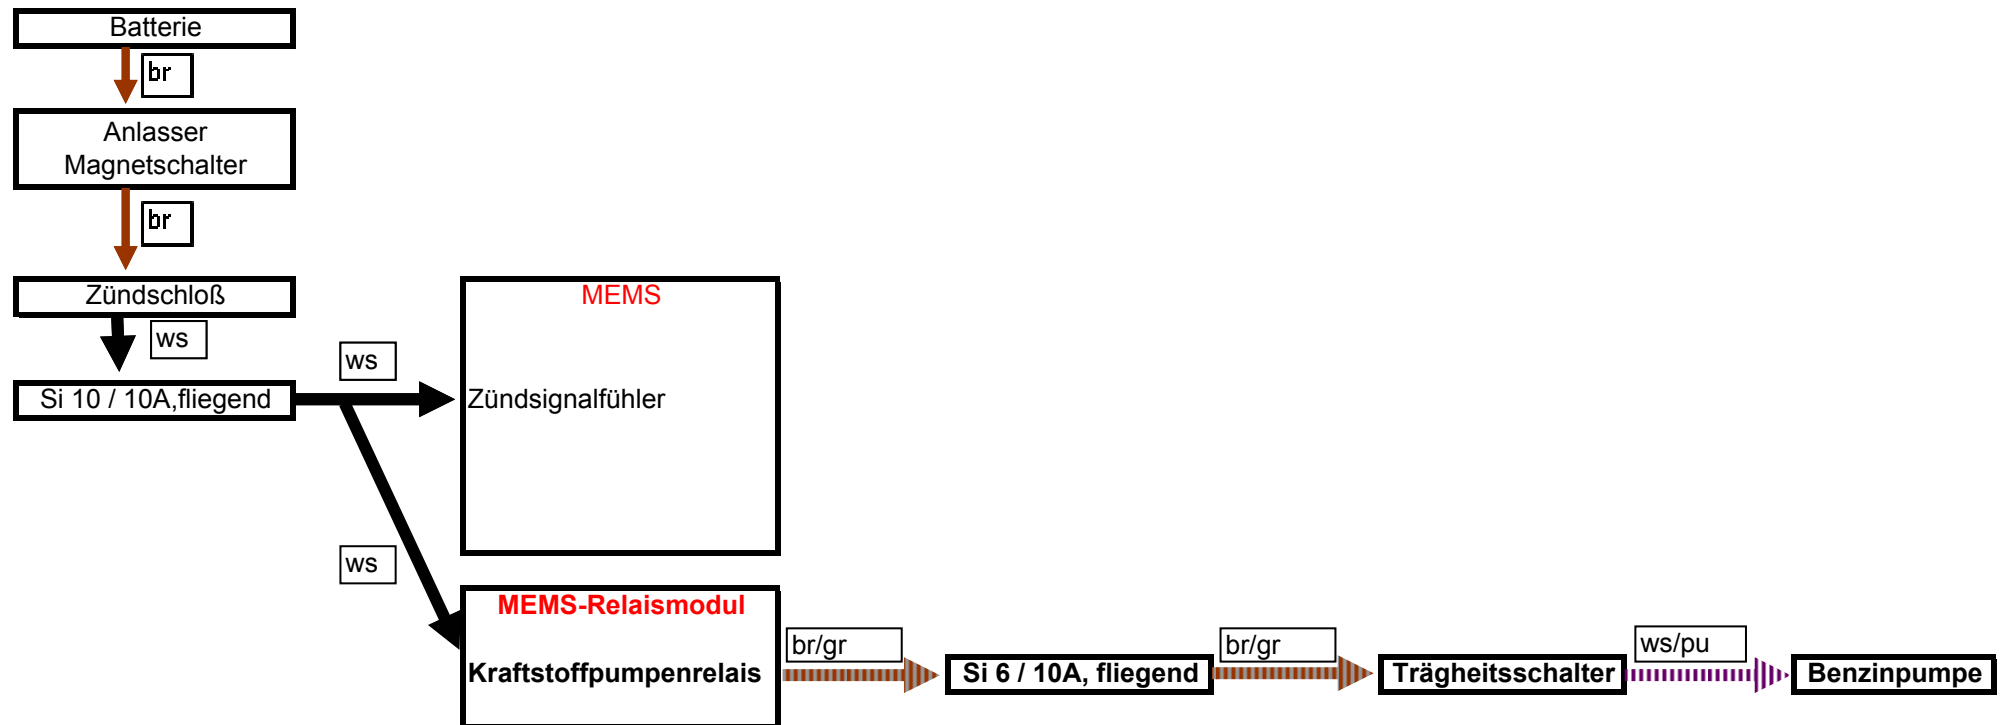 Batterie
br
Anlasser
Magnetschalter
br
Zündschloß
ws
Si 10 / 10A,fliegend
ws
MEMS
Zündsignalfühler
ws
MEMS-Relaismodul
Kraftstoffpumpenrelais
br/gr
Si 6 / 10A, fliegend
br/gr
Trägheitsschalter
ws/pu
Benzinpumpe